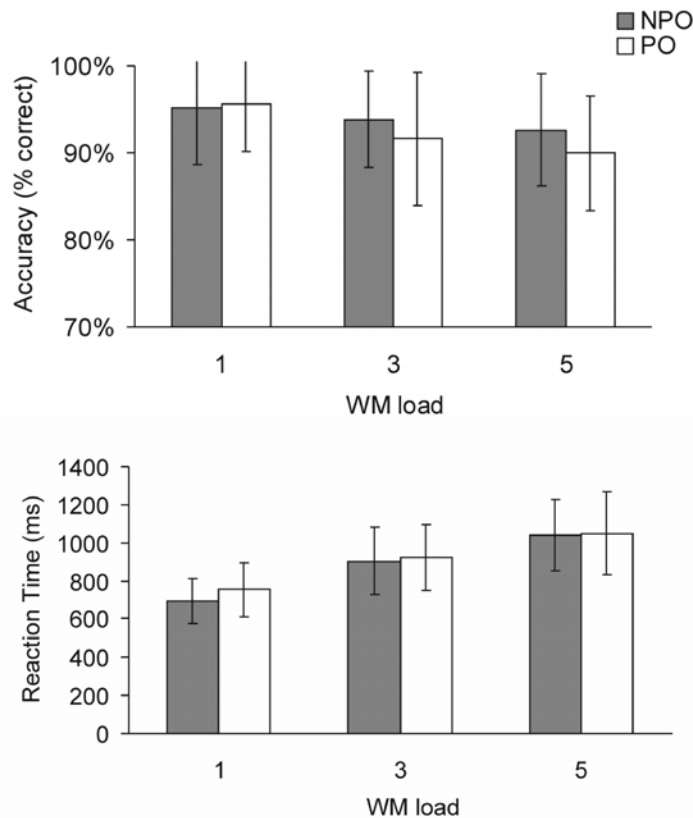 NPO
PO
100%
90%
80%
70%
Accuracy (% correct)
1 3 5
WM load
1400
1200
1000
800
600
400
200
0
Reaction Time (ms)
1 3 5
WM load